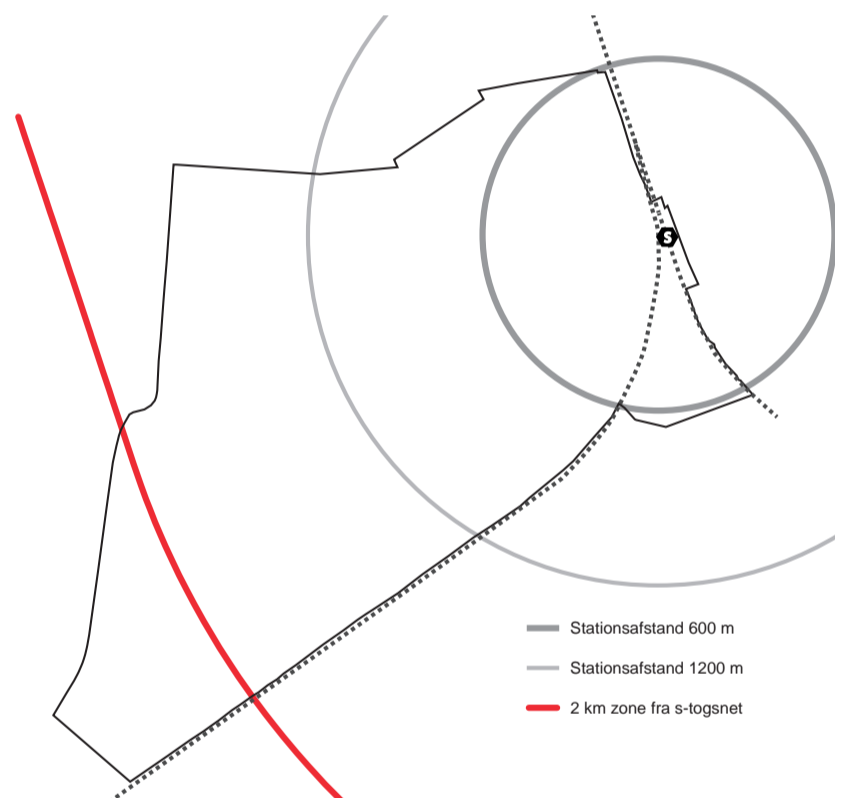 S
Stationsafstand 600 m
Stationsafstand 1200 m
2 km zone fra s-togsnet